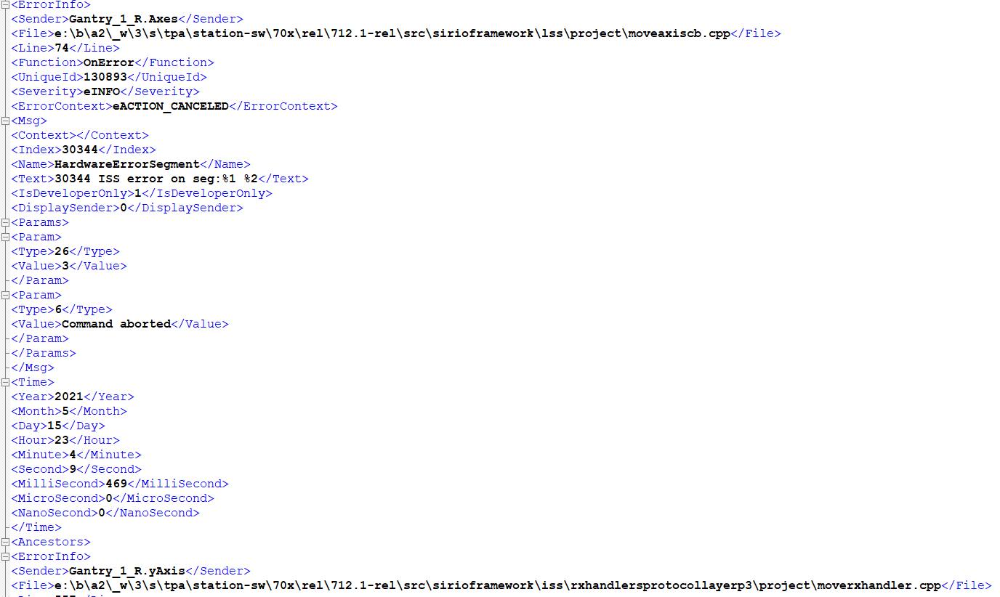 <ErrorInfo>
<Sender>Gantry_1_R.Axes</Sender>
<File>e:\b\a2\_w\3\s\tpa\station-sw\70x\rel\712.1-rel\src\sirioframework\lss\project\moveaxiscb.cpp</File>
<Line>74</Line>
<Function>OnError</Function>
<UniqueId>130893</UniqueId>
<Severity>eINFO</Severity>
<ErrorContext>eACTION_CANCELED</ErrorContext>
<Msg>
<Context></Context>
<Index>30344</Index>
<Name>HardwareErrorSegment</Name>
<Text>30344 ISS error on seg:%1 %2</Text>
<IsDeveloperOnly>1</IsDeveloperOnly>
<DisplaySender>0</DisplaySender>
<Params>
<Param>
<Type>26</Type>
<Value>3</Value>
</Param>
<Param>
<Type>6</Type>
<Value>Command aborted</Value>
</Param>
</Params>
</Msg>
<Time>
<Year>2021</Year>
<Month>5</Month>
<Day>15</Day>
<Hour>23</Hour>
<Minute>4</Minute>
<Second>9</Second>
<MilliSecond>469</MilliSecond>
<MicroSecond>0</MicroSecond>
<NanoSecond>0</NanoSecond>
</Time>
<Ancestors>
<ErrorInfo>
<Sender>Gantry_1_R.yAxis</Sender>
<File>e:\b\a2\_w\3\s\tpa\station-sw\70x\rel\712.1-rel\src\sirioframework\iss\rxhandlersprotocollayerp3\project\moverxhandler.cpp</File>